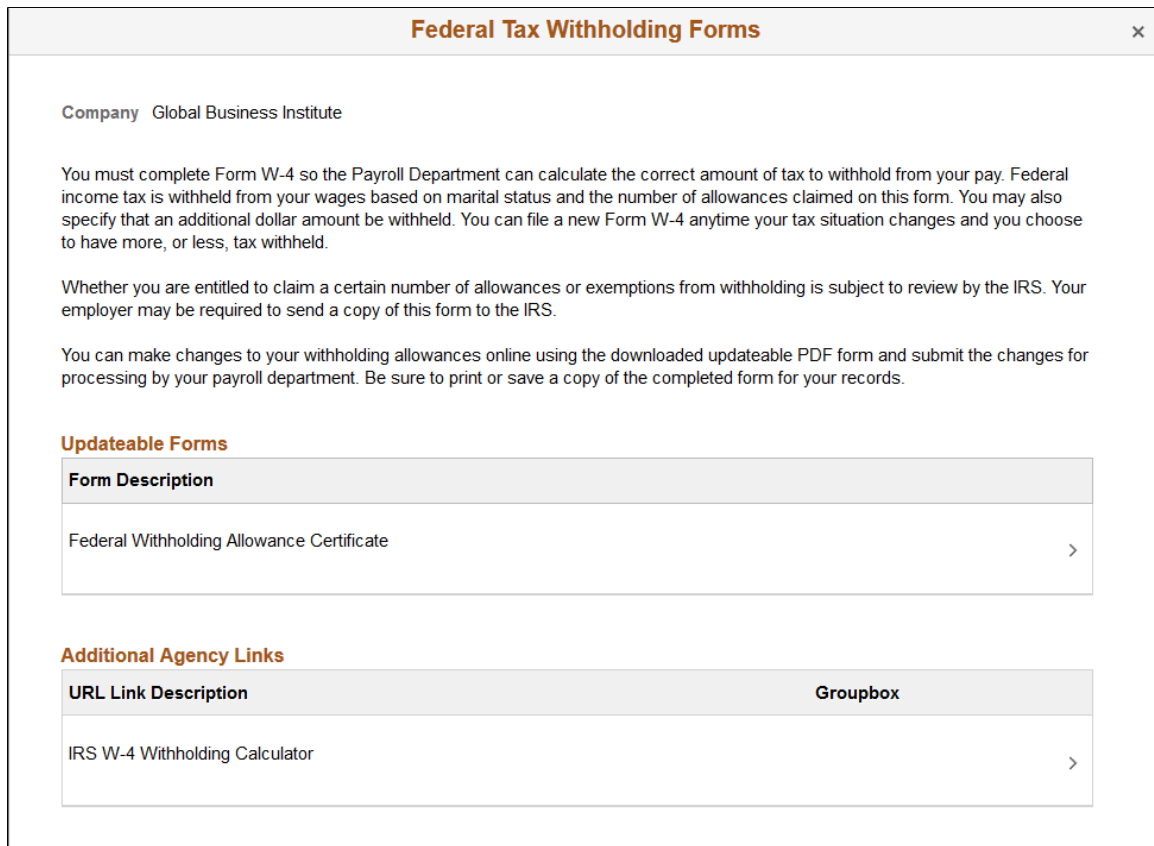 Federal Tax Withholding Forms
Company Global Business Institute
You must complete Form W-4 so the Payroll Department can calculate the correct amount of tax to withhold from your pay. Federal
income tax is withheld from your wages based on marital status and the number of allowances claimed on this form. You may also
specify that an additional dollar amount be withheld. You can file a new Form W-4 anytime your tax situation changes and you choose
to have more, or less, tax withheld.
Whether you are entitled to claim a certain number of allowances or exemptions from withholding is subject to review by the IRS. Your
employer may be required to send a copy of this form to the IRS.
You can make changes to your withholding allowances online using the downloaded updateable PDF form and submit the changes for
processing by your payroll department. Be sure to print or save a copy of the completed form for your records.
Updateable Forms
Form Description
Federal Withholding Allowance Certificate
Additional Agency Links
URL Link Description Groupbox
IRS W-4 Withholding Calculator